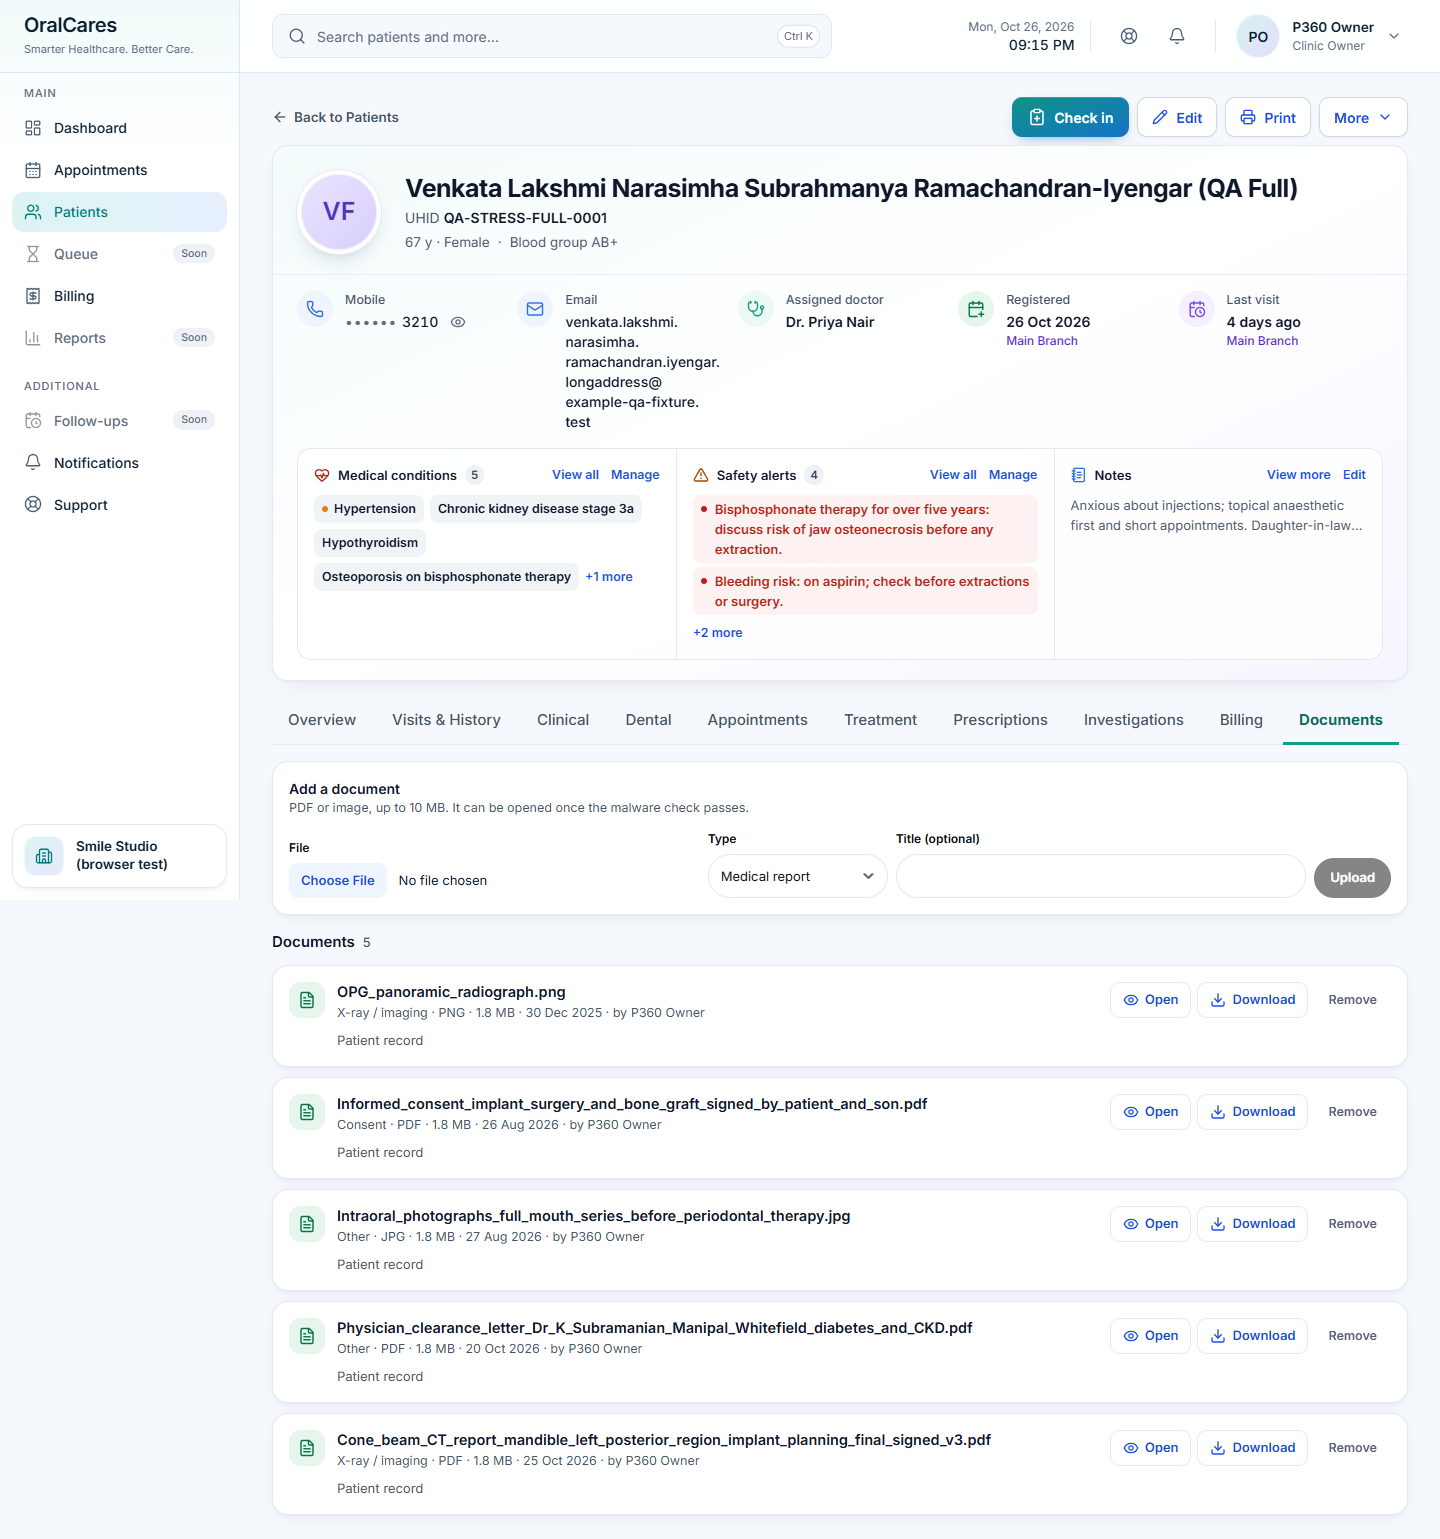 OralCares
Smarter Healthcare. Better Care.
Search patients and more...
Ctrl K
Mon, Oct 26, 2026
09:15 PM
PO
P360 Owner
Clinic Owner
MAIN
Dashboard
Appointments
Patients
Queue
Soon
Billing
Reports
Soon
ADDITIONAL
Follow-ups
Soon
Notifications
Support
Smile Studio
(browser test)
Back to Patients
Check in
Edit
Print
More
VF
Venkata Lakshmi Narasimha Subrahmanya Ramachandran-Iyengar (QA Full)
UHID QA-STRESS-FULL-0001
67 y · Female · Blood group AB+
Mobile
•••••• 3210
Email
venkata.lakshmi.
narasimha.
ramachandran.iyengar.
longaddress@
example-qa-fixture.
test
Assigned doctor
Dr. Priya Nair
Registered
26 Oct 2026
Main Branch
Last visit
4 days ago
Main Branch
Medical conditions 5
View all
Manage
Hypertension
Chronic kidney disease stage 3a
Hypothyroidism
Osteoporosis on bisphosphonate therapy
+1 more
Safety alerts 4
View all
Manage
Bisphosphonate therapy for over five years:
discuss risk of jaw osteonecrosis before any
extraction.
Bleeding risk: on aspirin; check before extractions
or surgery.
+2 more
Notes
View more
Edit
Anxious about injections; topical anaesthetic
first and short appointments. Daughter-in-law...
Overview
Visits & History
Clinical
Dental
Appointments
Treatment
Prescriptions
Investigations
Billing
Documents
Add a document
PDF or image, up to 10 MB. It can be opened once the malware check passes.
File
Choose File
No file chosen
Type
Medical report
Title (optional)
Upload
Documents 5
OPG_panoramic_radiograph.png
X-ray / imaging · PNG · 1.8 MB · 30 Dec 2025 · by P360 Owner
Patient record
Open
Download
Remove
Informed_consent_implant_surgery_and_bone_graft_signed_by_patient_and_son.pdf
Consent · PDF · 1.8 MB · 26 Aug 2026 · by P360 Owner
Patient record
Open
Download
Remove
Intraoral_photographs_full_mouth_series_before_periodontal_therapy.jpg
Other · JPG · 1.8 MB · 27 Aug 2026 · by P360 Owner
Patient record
Open
Download
Remove
Physician_clearance_letter_Dr_K_Subramanian_Manipal_Whitefield_diabetes_and_CKD.pdf
Other · PDF · 1.8 MB · 20 Oct 2026 · by P360 Owner
Patient record
Open
Download
Remove
Cone_beam_CT_report_mandible_left_posterior_region_implant_planning_final_signed_v3.pdf
X-ray / imaging · PDF · 1.8 MB · 25 Oct 2026 · by P360 Owner
Patient record
Open
Download
Remove